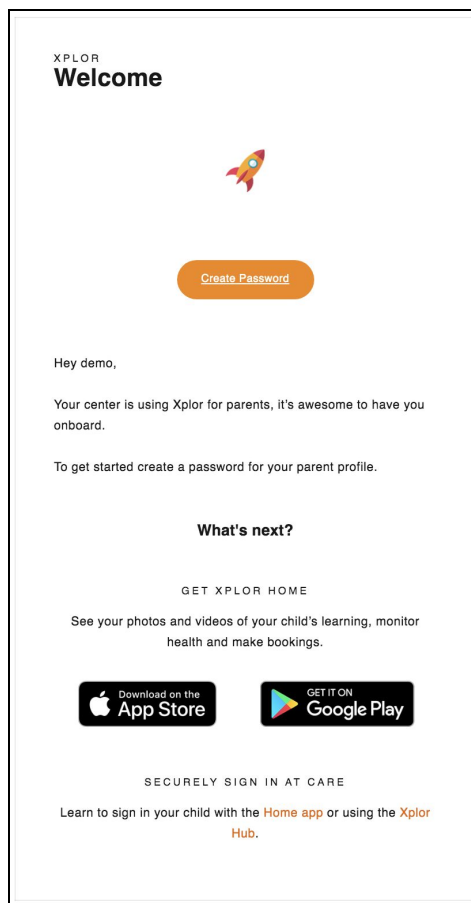 XPLOR
Welcome
Create Password
Hey demo,
Your center is using Xplor for parents, it's awesome to have you
onboard.
To get started create a password for your parent profile.
What's next?
GET XPLOR HOME
See your photos and videos of your child's learning, monitor
health and make bookings.
Download on the
App Store
GET IT ON
Google Play
SECURELY SIGN IN AT CARE
Learn to sign in your child with the Home app or using the Xplor
Hub.